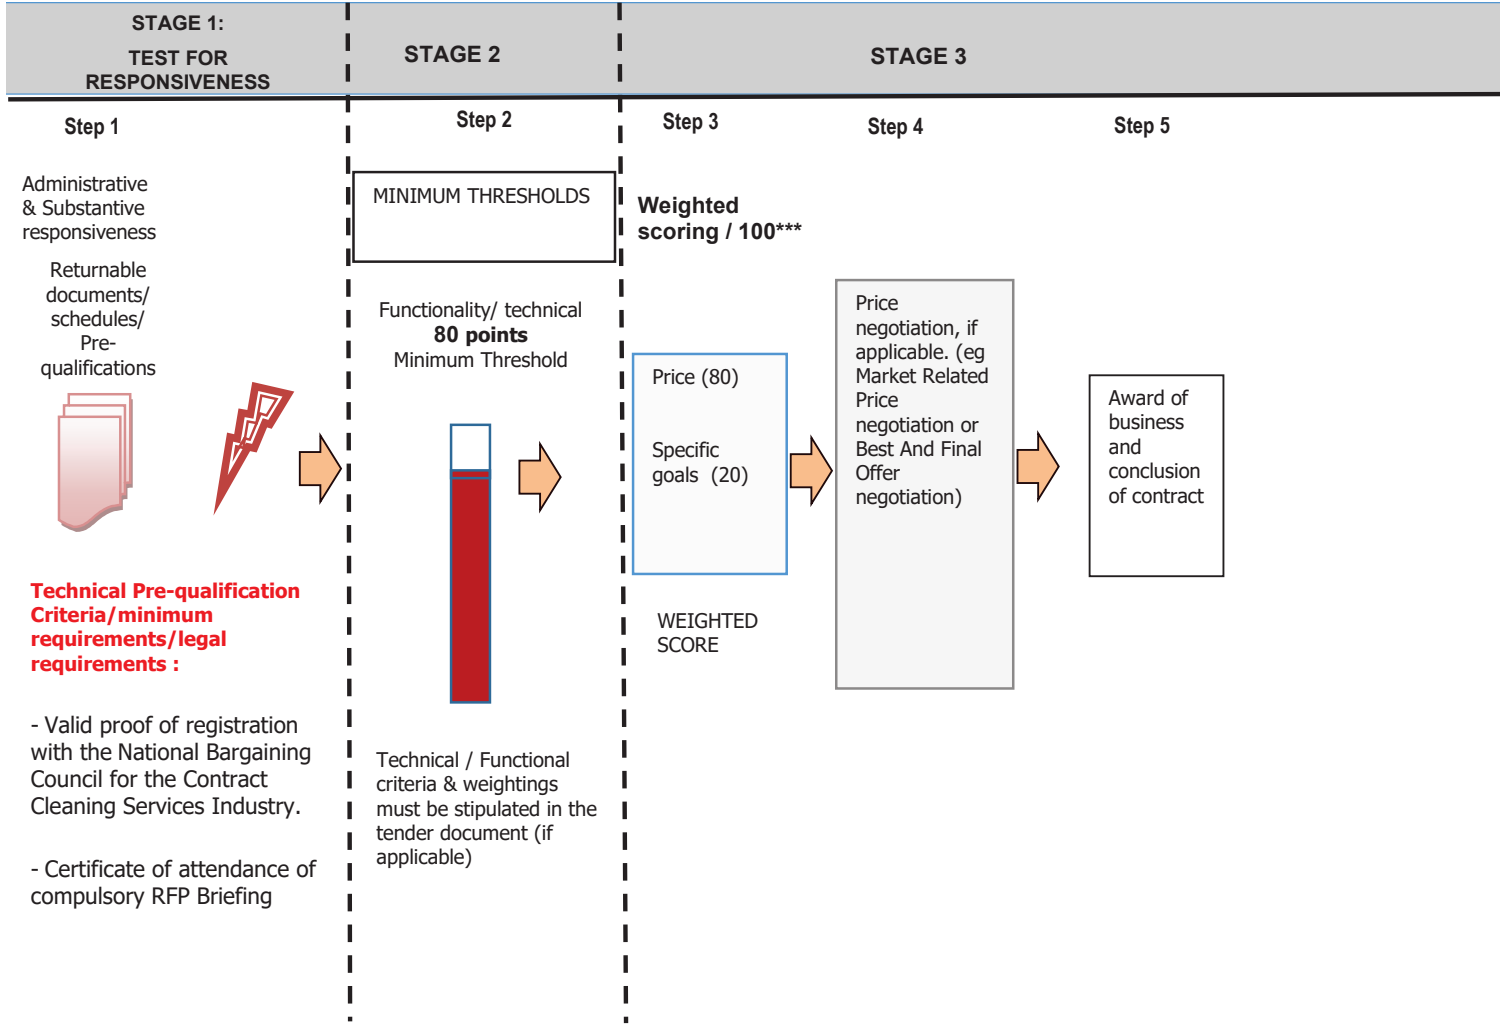 STAGE 1:
TEST FOR
RESPONSIVENESS
STAGE 2
STAGE 3
Step 1
Step 2
Step 3
Step 4
Step 5
Administrative
& Substantive
responsiveness
Returnable
documents/
schedules/
Pre-
qualifications
Technical Pre-qualification
Criteria/minimum
requirements/legal
requirements :
- Valid proof of registration
with the National Bargaining
Council for the Contract
Cleaning Services Industry.
- Certificate of attendance of
compulsory RFP Briefing
MINIMUM THRESHOLDS
Functionality/ technical
80 points
Minimum Threshold
Technical / Functional
criteria & weightings
must be stipulated in the
tender document (if
applicable)
Weighted
scoring / 100***
Price (80)
Specific
goals (20)
WEIGHTED
SCORE
Price
negotiation, if
applicable. (eg
Market Related
Price
negotiation or
Best And Final
Offer
negotiation)
Award of
business
and
conclusion
of contract